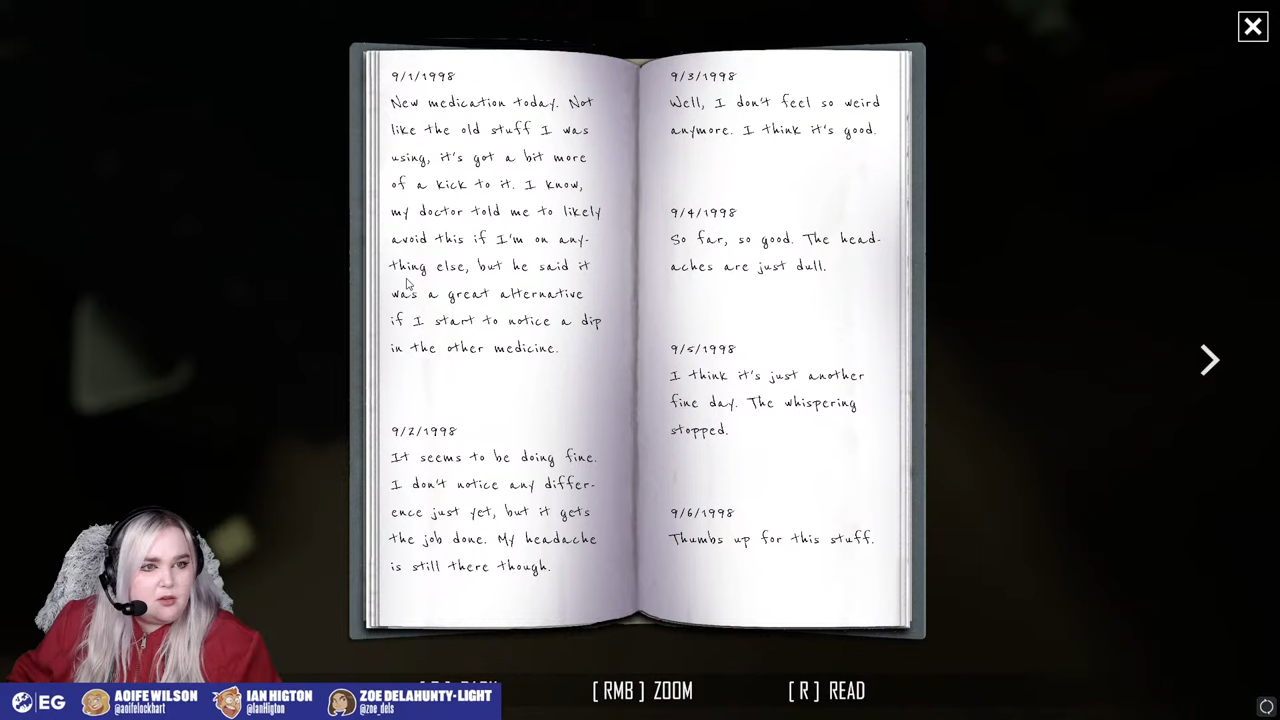 9/1/1998
New medication today. Not
like the old stuff I was
using, it's got a bit more
of a kick to it. I know,
my doctor told me to likely
avoid this if I'm on any-
thing else, but he said it
was a great alternative
if I start to notice a dip
in the other medicine.
9/2/1998
It seems to be doing fine.
I don't notice any differ-
ence just yet, but it gets
the job done. My headache
is still there though.
9/3/1998
Well, I don't feel so weird
anymore. I think it's good.
9/4/1998
So far, so good. The head-
aches are just dull.
9/5/1998
I think it's just another
fine day. The whispering
stopped.
9/6/1998
Thumbs up for this stuff.
[ RMB ] ZOOM
[ R ] READ
EG
AOIFE WILSON
@aoifelockhart
IAN HIGTON
@IanHigton
ZOE DELAHUNTY-LIGHT
@zoe_dels